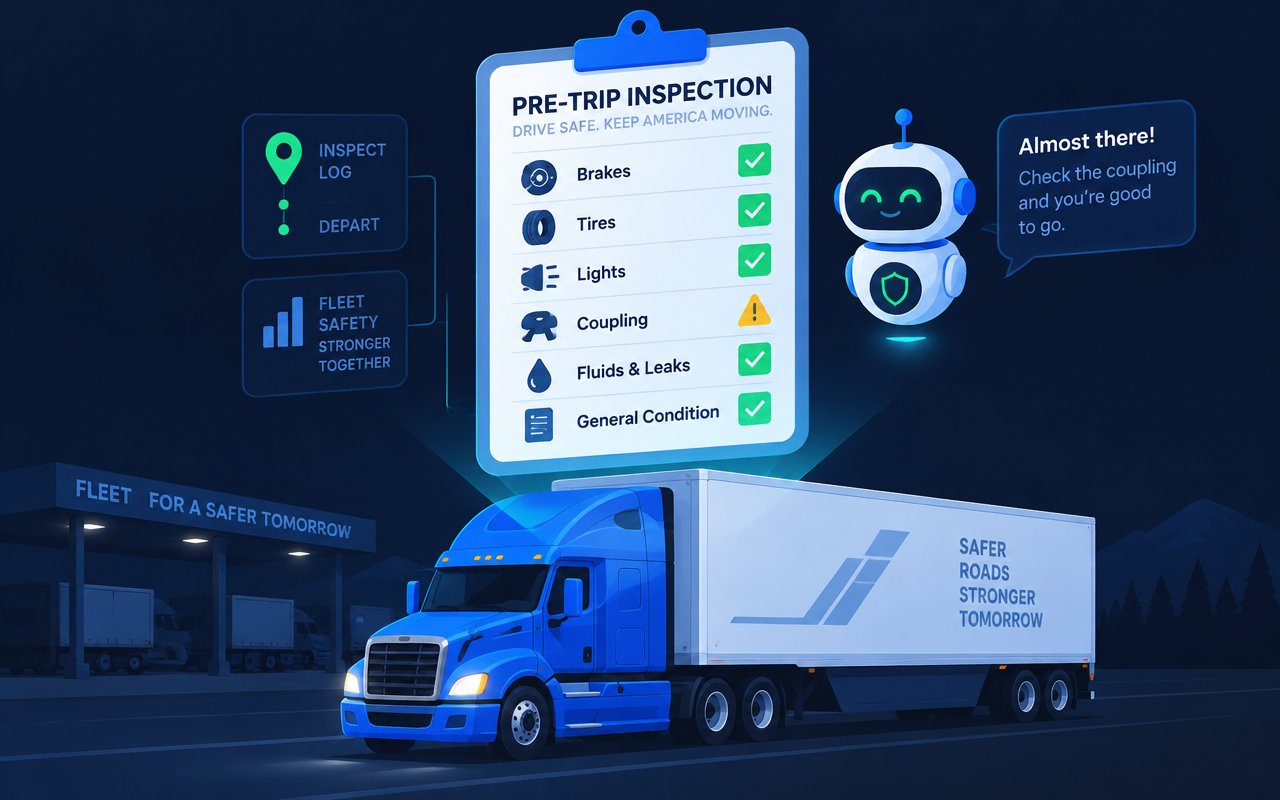 PRE-TRIP INSPECTION
DRIVE SAFE. KEEP AMERICA MOVING.
Brakes
Tires
Lights
Coupling
Fluids & Leaks
General Condition
INSPECT
LOG
DEPART
FLEET
SAFETY
STRONGER
TOGETHER
Almost there!
Check the coupling
and you're good
to go.
FLEET FOR A SAFER TOMORROW
SAFER
ROADS
STRONGER
TOMORROW